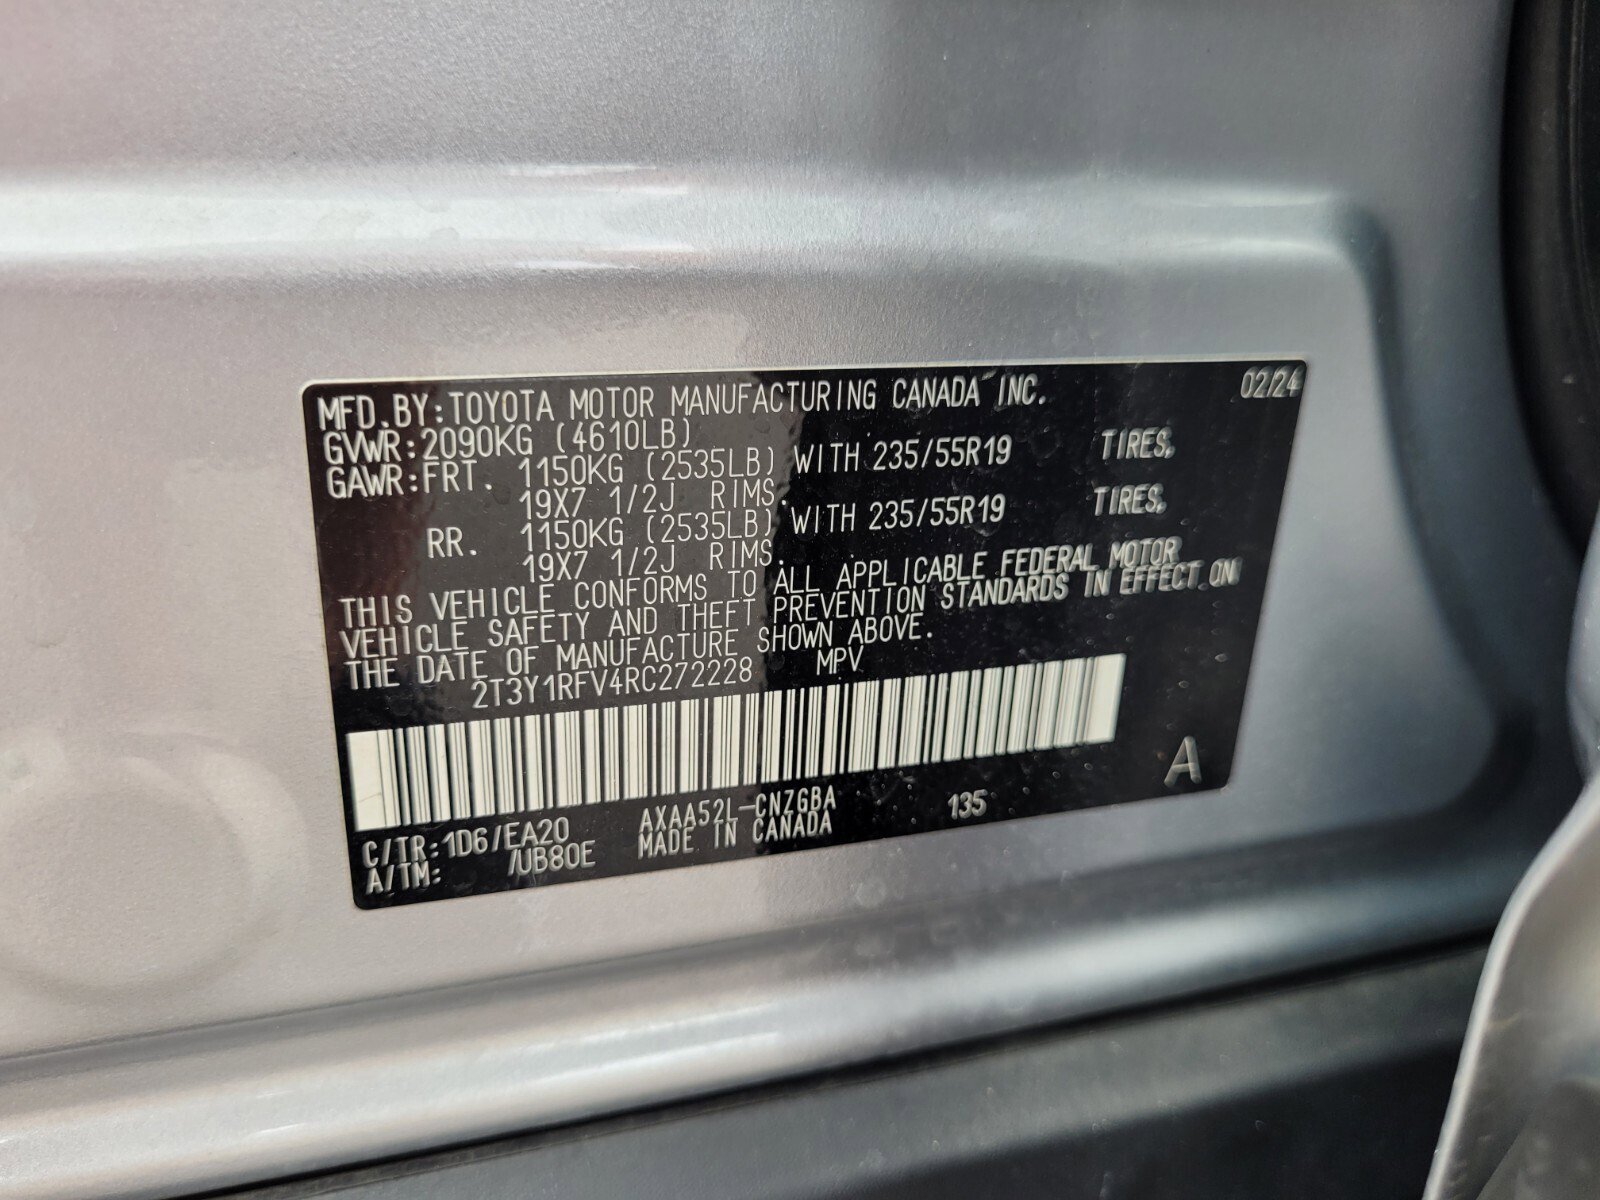 MFD.BY:TOYOTA MOTOR MANUFACTURING CANADA INC. 02/24
GVWR:2090KG (4610LB)
GAWR:FRT. 1150KG (2535LB) WITH 235/55R19 TIRES,
19X7 1/2J RIMS.
RR. 1150KG (2535LB) WITH 235/55R19 TIRES,
19X7 1/2J RIMS.
THIS VEHICLE CONFORMS TO ALL APPLICABLE FEDERAL MOTOR
VEHICLE SAFETY AND THEFT PREVENTION STANDARDS IN EFFECT ON
THE DATE OF MANUFACTURE SHOWN ABOVE.
2T3Y1RFV4RC272228 MPV
A
C/TR:1D6/EA20 AXAA52L-CNZGBA 135
A/TM: /UB80E MADE IN CANADA